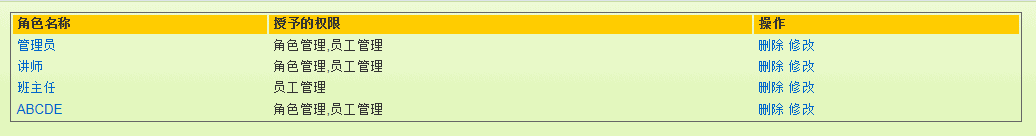 角色名称 授予的权限 操作
管理员 角色管理,员工管理 删除 修改
讲师 角色管理,员工管理 删除 修改
班主任 员工管理 删除 修改
ABCDE 角色管理,员工管理 删除 修改